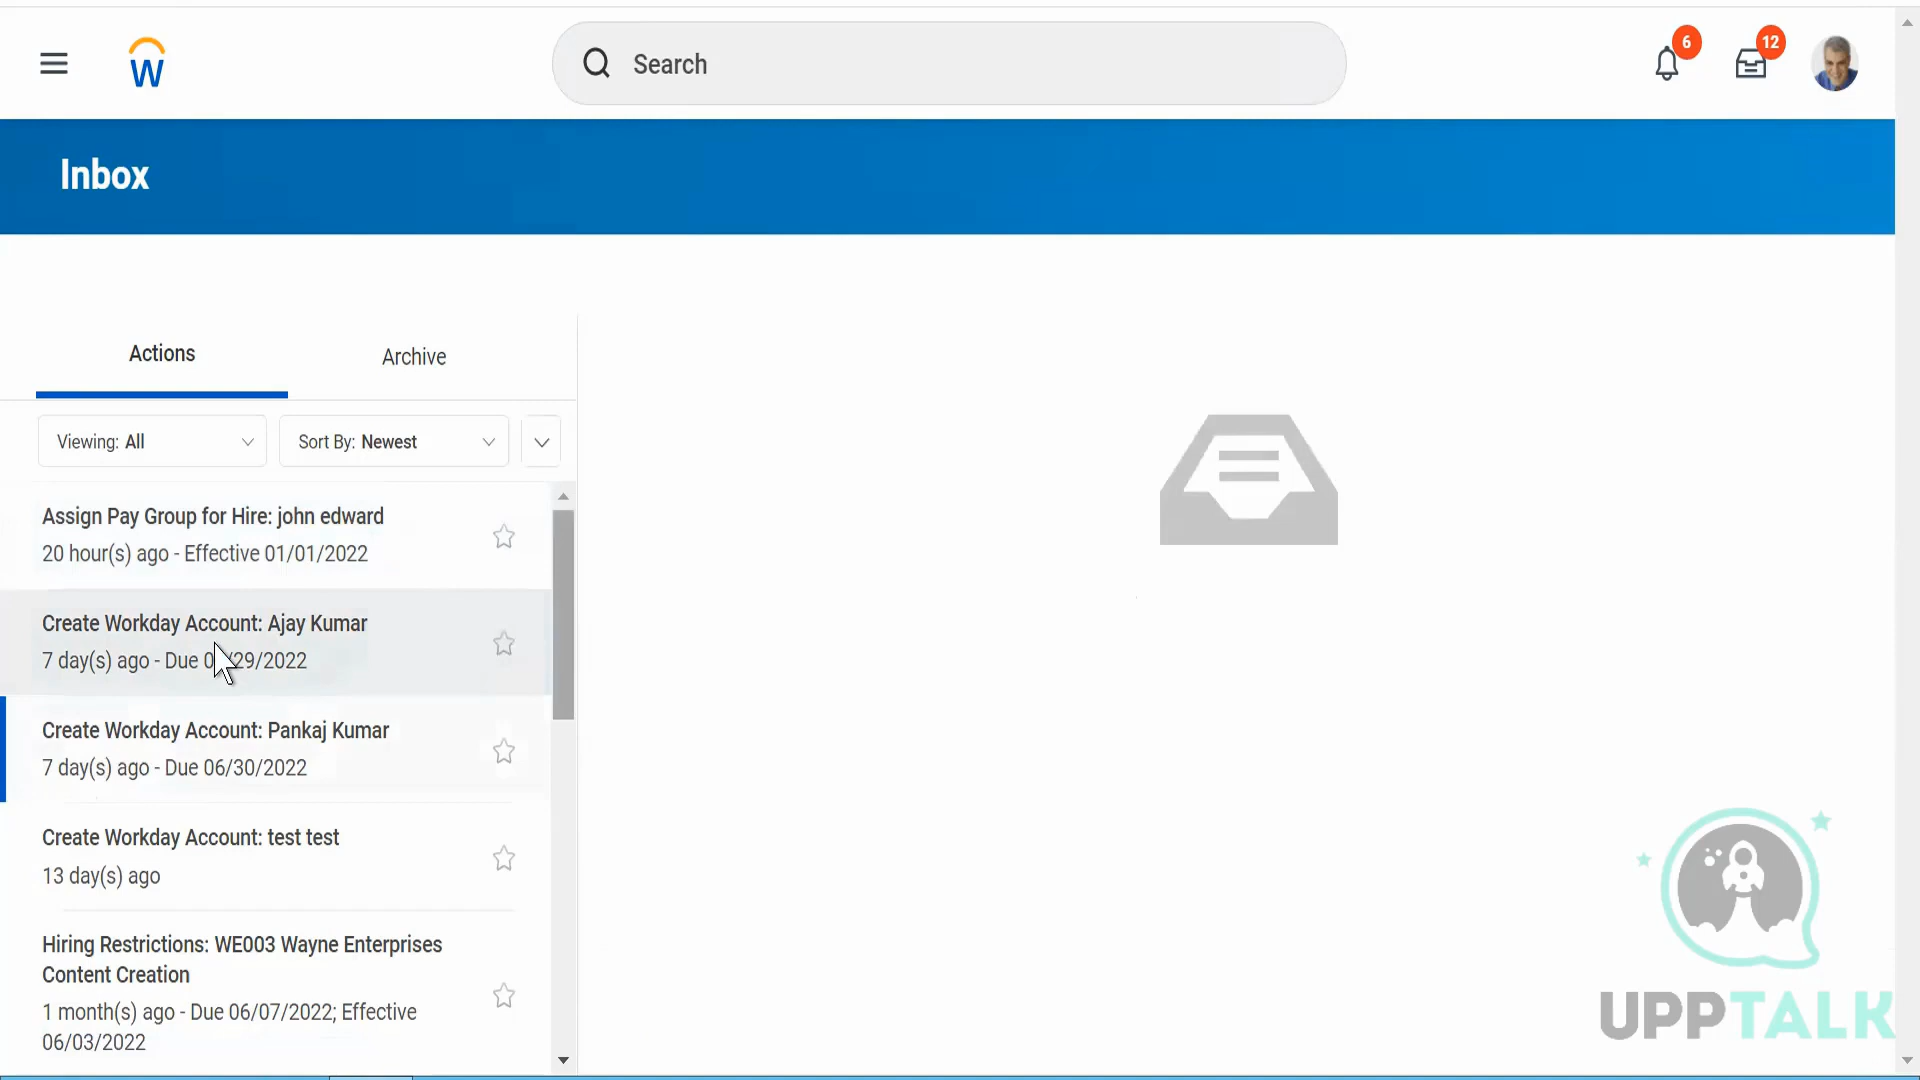 W
Search
6
12
Inbox
Actions
Archive
Viewing: All
Sort By: Newest
Assign Pay Group for Hire: john edward
20 hour(s) ago - Effective 01/01/2022
Create Workday Account: Ajay Kumar
7 day(s) ago - Due 0 /29/2022
Create Workday Account: Pankaj Kumar
7 day(s) ago - Due 06/30/2022
Create Workday Account: test test
13 day(s) ago
Hiring Restrictions: WE003 Wayne Enterprises
Content Creation
1 month(s) ago - Due 06/07/2022; Effective
06/03/2022
UPPTALK